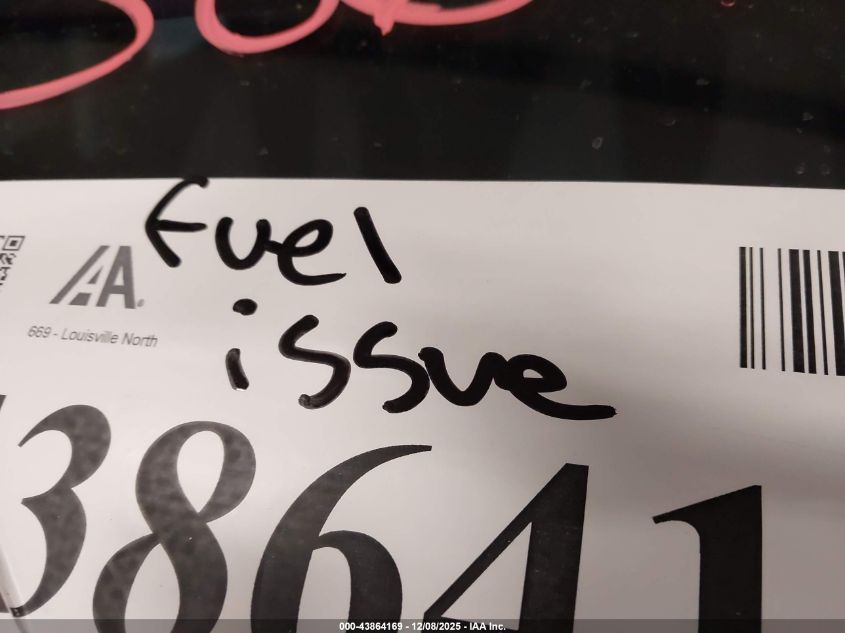 Fuel
issue
IAA.
669 - Louisville North
38641
000-43864169 - 12/08/2025 - IAA Inc.